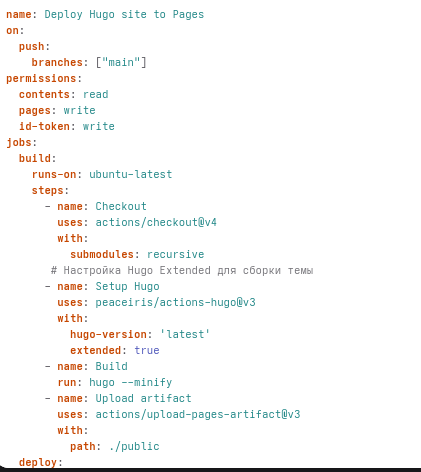 name: Deploy Hugo site to Pages
on:
  push:
    branches: ["main"]
permissions:
  contents: read
  pages: write
  id-token: write
jobs:
  build:
    runs-on: ubuntu-latest
    steps:
      - name: Checkout
        uses: actions/checkout@v4
        with:
          submodules: recursive
       # Настройка Hugo Extended для сборки темы
      - name: Setup Hugo
        uses: peaceiris/actions-hugo@v3
        with:
          hugo-version: 'latest'
          extended: true
      - name: Build
        run: hugo --minify
      - name: Upload artifact
        uses: actions/upload-pages-artifact@v3
        with:
          path: ./public
  deploy: